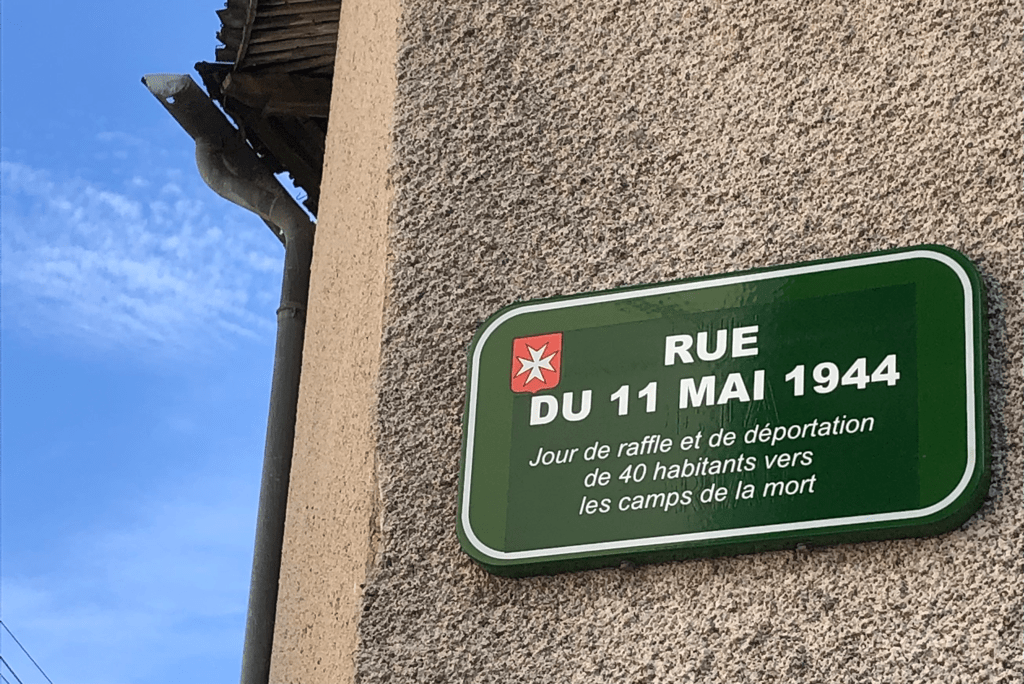 RUE
DU 11 MAI 1944
Jour de raffle et de déportation
de 40 habitants vers
les camps de la mort